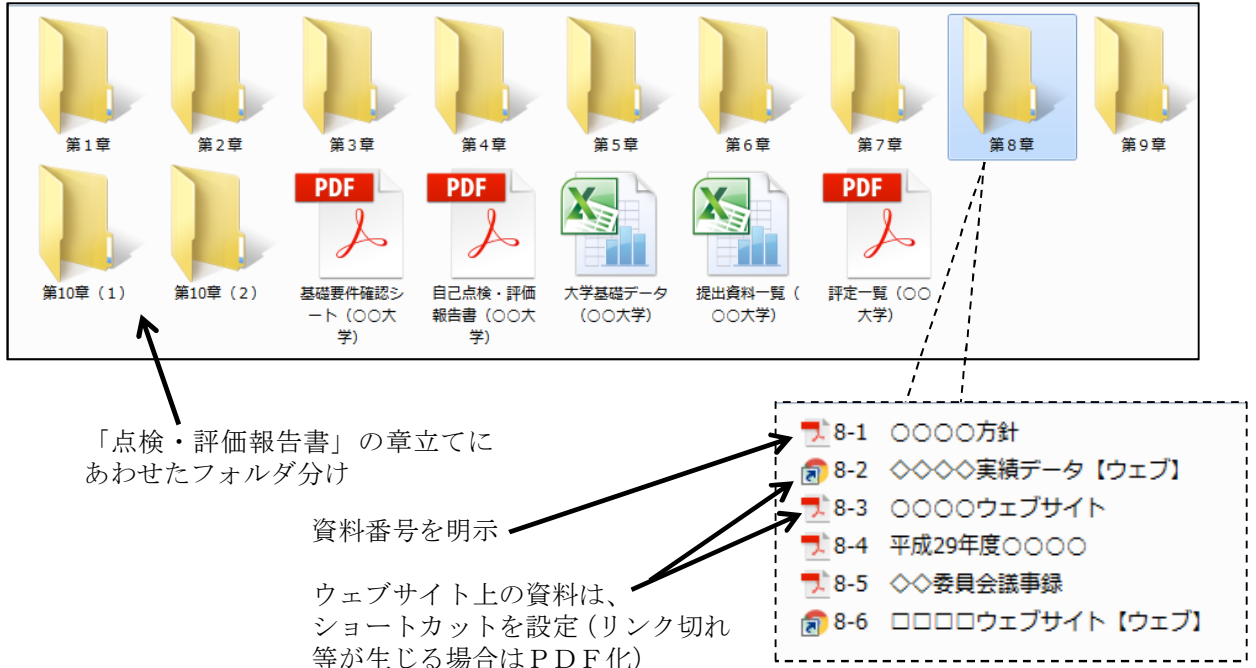 第1章 第2章 第3章 第4章 第5章 第6章 第7章 第8章 第9章
PDF PDF PDF
第10章（1） 第10章（2） 基礎要件確認シ 自己点検・評価 大学基礎データ 提出資料一覧（ 評定一覧（○○
ート（○○大 報告書（○○大 （○○大学） ○○大学） 大学）
学） 学）
「点検・評価報告書」の章立てに
あわせたフォルダ分け
資料番号を明示
ウェブサイト上の資料は、
ショートカットを設定（リンク切れ
等が生じる場合はＰＤＦ化）
8-1 ○○○○方針
8-2 ◇◇◇◇実績データ【ウェブ】
8-3 ○○○○ウェブサイト
8-4 平成29年度○○○○
8-5 ◇◇委員会議事録
8-6 □□□□ウェブサイト【ウェブ】